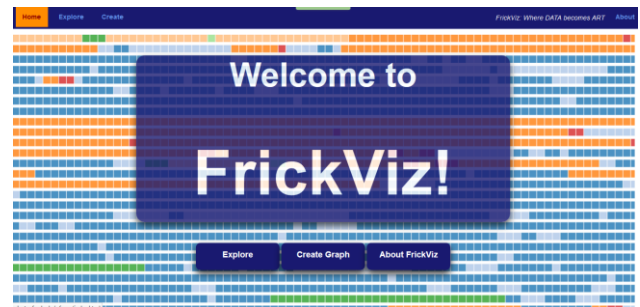 Home Explore Create FrickViz: Where DATA becomes ART About
Welcome to
FrickViz!
Explore Create Graph About FrickViz